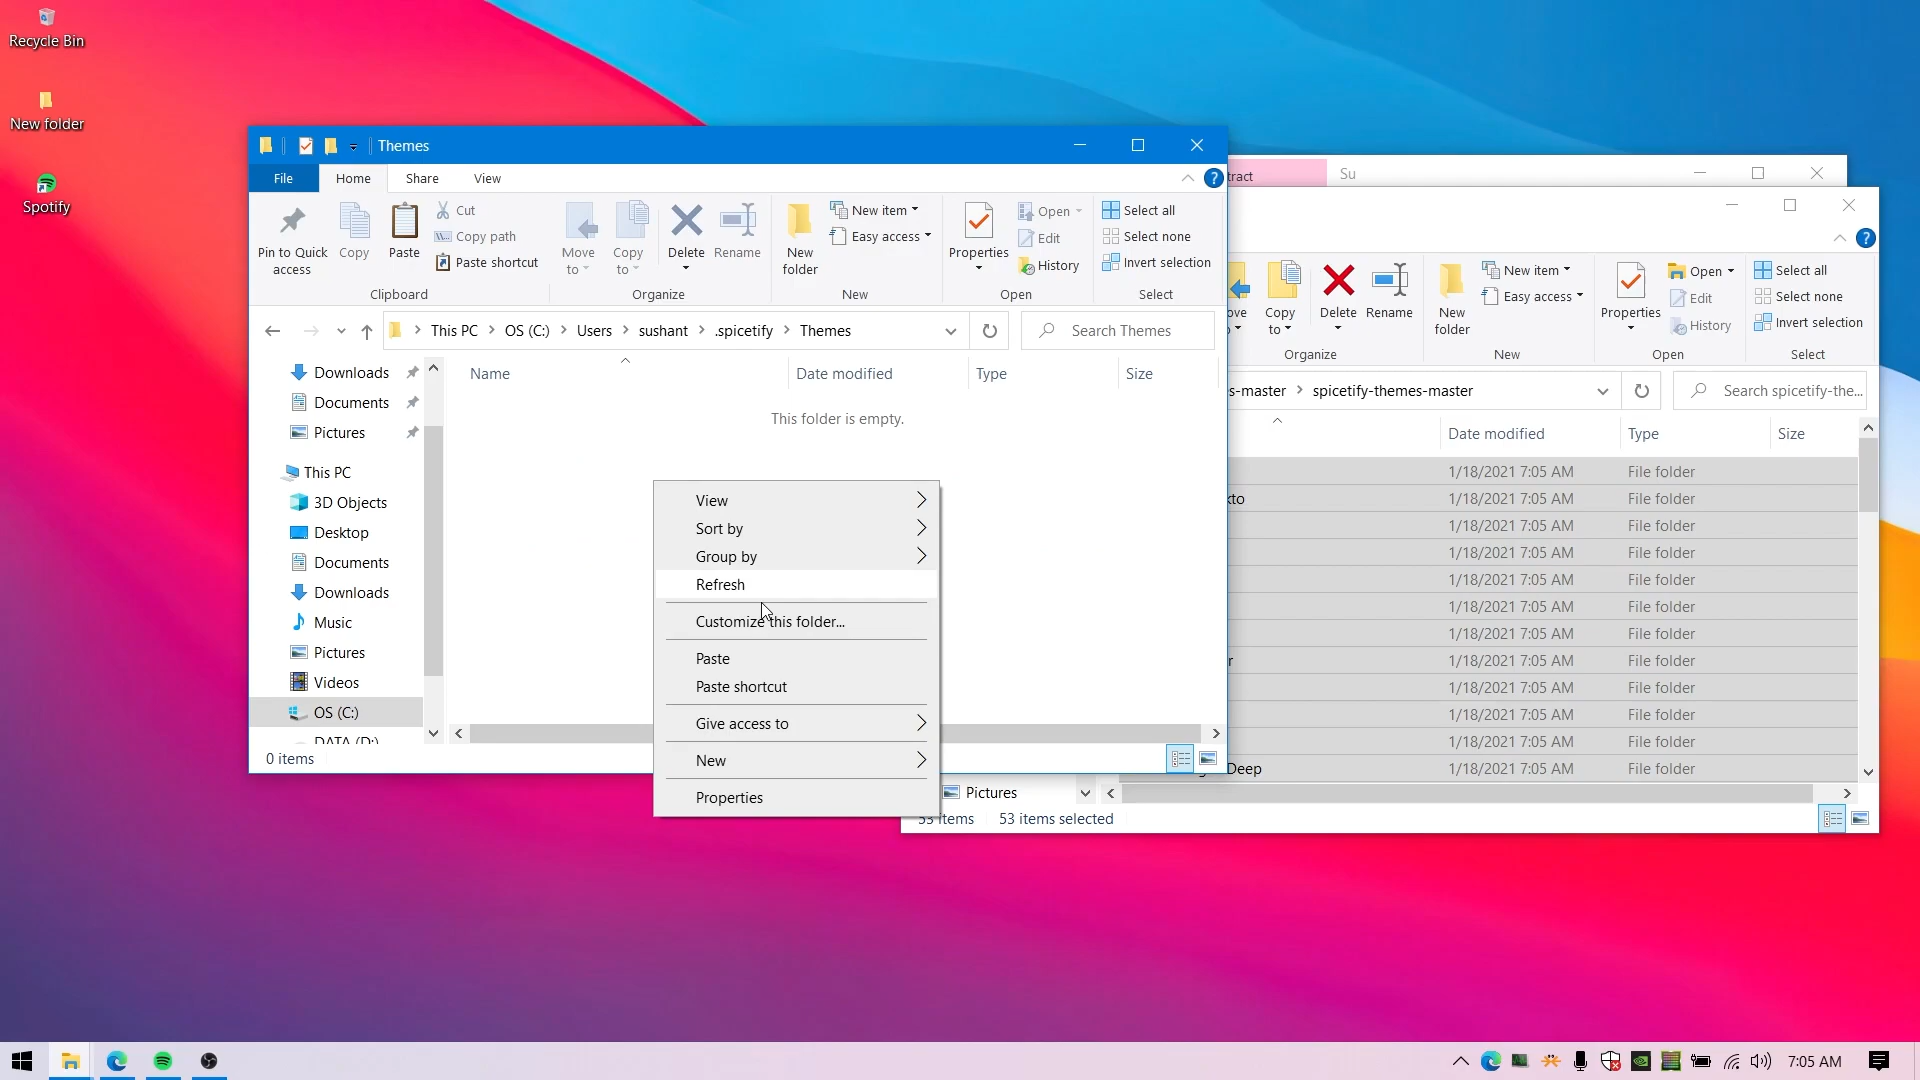 Recycle Bin
New folder
Spotify
Themes
File
Home
Share
View
Pin to Quick access
Copy
Paste
Cut
Copy path
Paste shortcut
Clipboard
Move to
Copy to
Delete
Rename
Organize
New folder
New item
Easy access
New
Properties
Open
Edit
History
Open
Select all
Select none
Invert selection
Select
This PC
OS (C:)
Users
sushant
.spicetify
Themes
Search Themes
Name
Date modified
Type
Size
This folder is empty.
Downloads
Documents
Pictures
This PC
3D Objects
Desktop
Documents
Downloads
Music
Pictures
Videos
OS (C:)
DATA (D:)
0 items
View
Sort by
Group by
Refresh
Customize this folder...
Paste
Paste shortcut
Give access to
New
Properties
tract
Su
ove
to
Copy to
Delete
Rename
Organize
New folder
New item
Easy access
New
Properties
Open
Edit
History
Open
Select all
Select none
Invert selection
Select
s-master
spicetify-themes-master
Search spicetify-the...
Date modified
Type
Size
1/18/2021 7:05 AM File folder
kto 1/18/2021 7:05 AM File folder
1/18/2021 7:05 AM File folder
1/18/2021 7:05 AM File folder
1/18/2021 7:05 AM File folder
1/18/2021 7:05 AM File folder
1/18/2021 7:05 AM File folder
r 1/18/2021 7:05 AM File folder
1/18/2021 7:05 AM File folder
1/18/2021 7:05 AM File folder
1/18/2021 7:05 AM File folder
Deep 1/18/2021 7:05 AM File folder
Pictures
53 items
53 items selected
7:05 AM